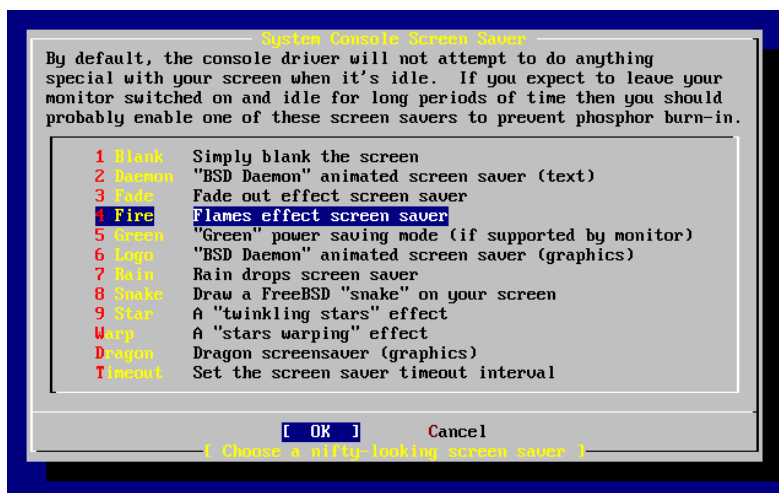 System Console Screen Saver
By default, the console driver will not attempt to do anything
special with your screen when it's idle.  If you expect to leave your
monitor switched on and idle for long periods of time then you should
probably enable one of these screen savers to prevent phosphor burn-in.
1 Blank    Simply blank the screen
2 Daemon   "BSD Daemon" animated screen saver (text)
3 Fade     Fade out effect screen saver
4 Fire     Flames effect screen saver
5 Green    "Green" power saving mode (if supported by monitor)
6 Logo     "BSD Daemon" animated screen saver (graphics)
7 Rain     Rain drops screen saver
8 Snake    Draw a FreeBSD "snake" on your screen
9 Star     A "twinkling stars" effect
Warp       A "stars warping" effect
Dragon     Dragon screensaver (graphics)
Timeout    Set the screen saver timeout interval
[  OK  ]     Cancel
[ Choose a nifty-looking screen saver ]